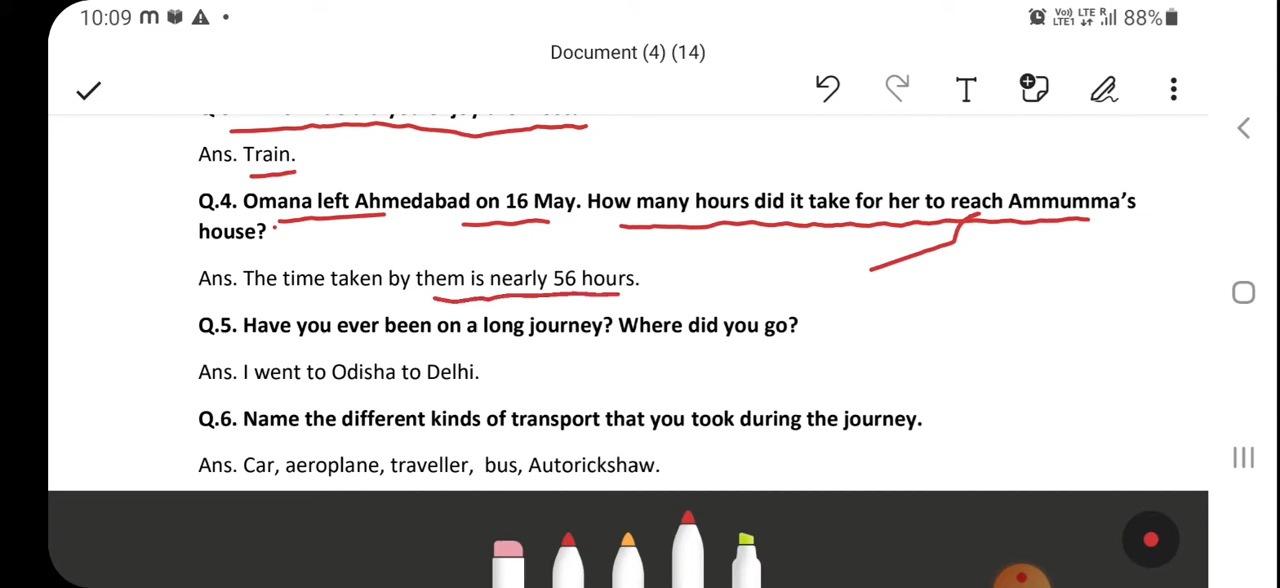 10:09 m
Vo)) LTE R
LTE1 88%
Document (4) (14)
T
Ans. Train.
Q.4. Omana left Ahmedabad on 16 May. How many hours did it take for her to reach Ammumma’s
house?
Ans. The time taken by them is nearly 56 hours.
Q.5. Have you ever been on a long journey? Where did you go?
Ans. I went to Odisha to Delhi.
Q.6. Name the different kinds of transport that you took during the journey.
Ans. Car, aeroplane, traveller, bus, Autorickshaw.